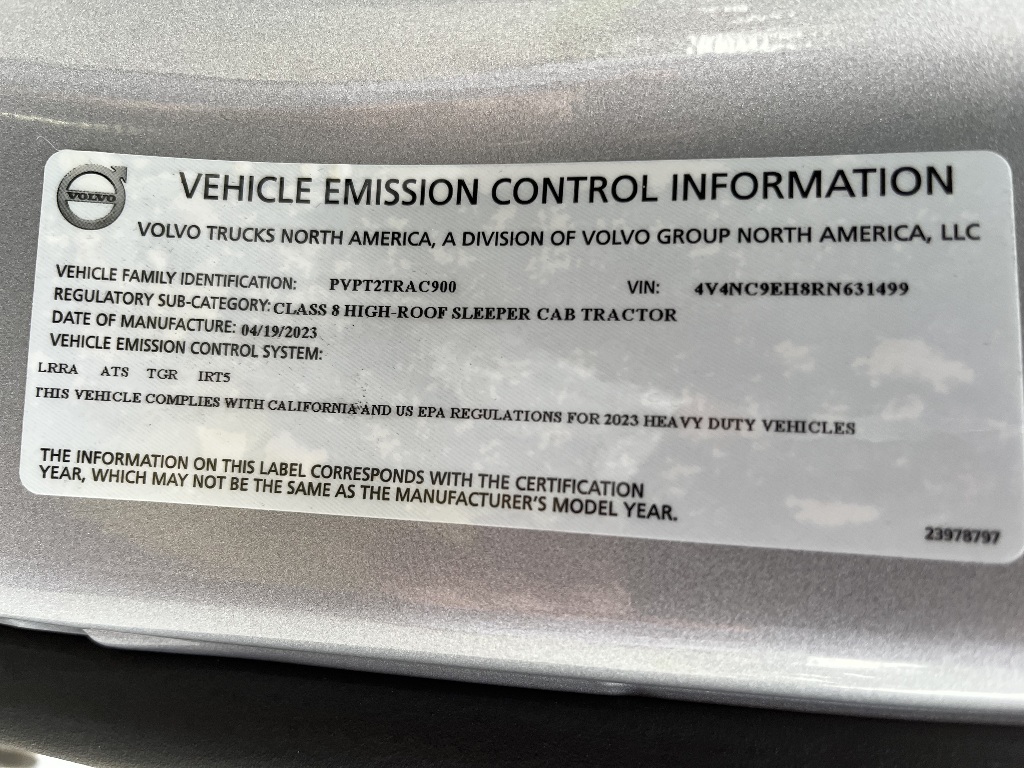 VOLVO
VEHICLE EMISSION CONTROL INFORMATION
VOLVO TRUCKS NORTH AMERICA, A DIVISION OF VOLVO GROUP NORTH AMERICA, LLC
VEHICLE FAMILY IDENTIFICATION: PVPT2TRAC900 VIN: 4V4NC9EH8RN631499
REGULATORY SUB-CATEGORY: CLASS 8 HIGH-ROOF SLEEPER CAB TRACTOR
DATE OF MANUFACTURE: 04/19/2023
VEHICLE EMISSION CONTROL SYSTEM:
LRRA ATS TGR IRT5
THIS VEHICLE COMPLIES WITH CALIFORNIA AND US EPA REGULATIONS FOR 2023 HEAVY DUTY VEHICLES
THE INFORMATION ON THIS LABEL CORRESPONDS WITH THE CERTIFICATION
YEAR, WHICH MAY NOT BE THE SAME AS THE MANUFACTURER'S MODEL YEAR.
23978797